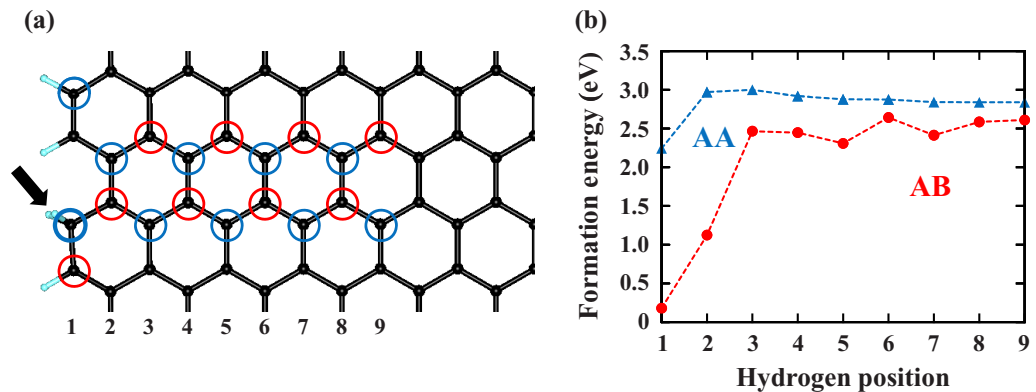 (a)
1 2 3 4 5 6 7 8 9
(b)
Formation energy (eV)
3.5
3.0
2.5
2.0
1.5
1.0
0.5
0
AA
AB
1 2 3 4 5 6 7 8 9
Hydrogen position